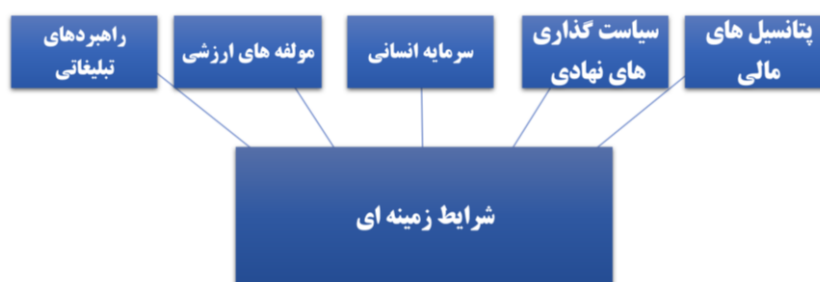 پتانسیل های
مالی
سیاست گذاری
های نهادی
سرمایه انسانی
مولفه های ارزشی
راهبردهای
تبلیغاتی
شرایط زمینه ای